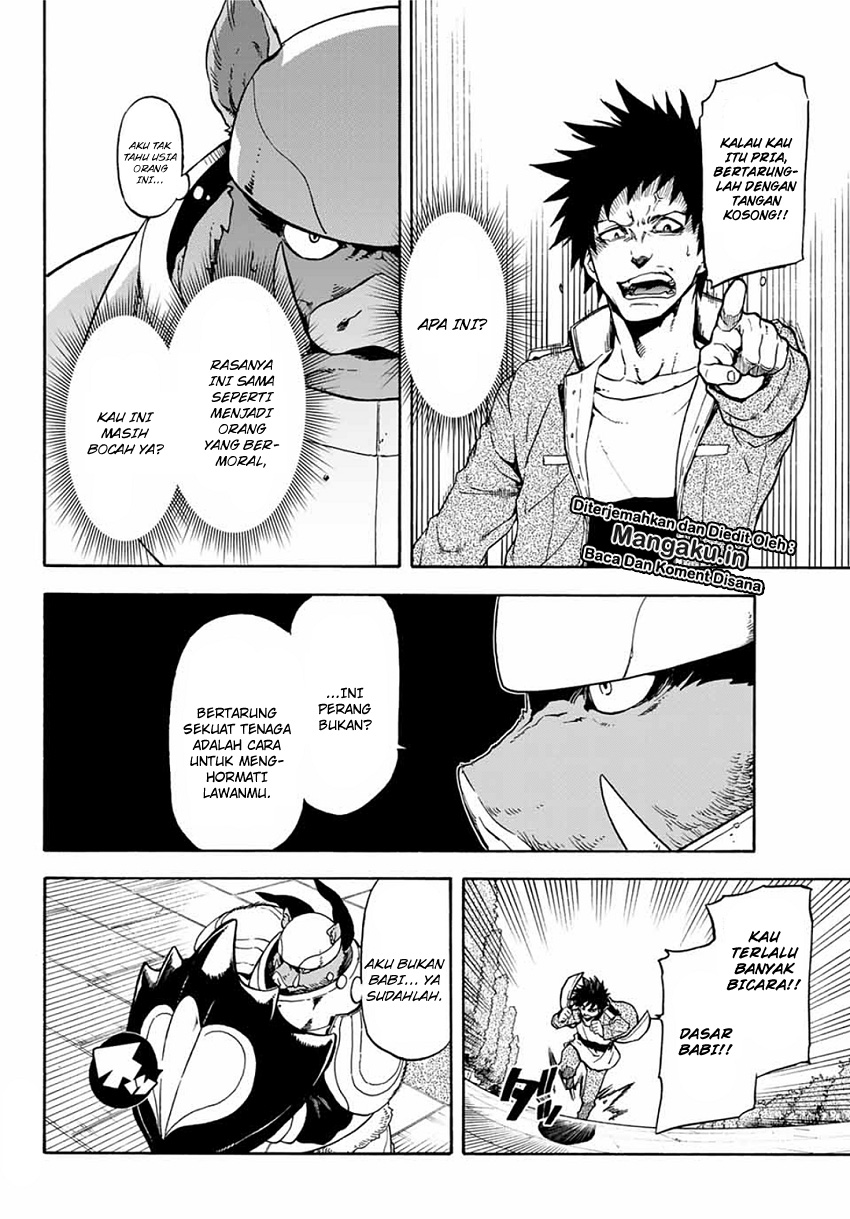 KALAU KAU
ITU PRIA,
BERTARUNG-
LAH DENGAN
TANGAN
KOSONG!!
APA INI?
AKU TAK
TAHU USIA
ORANG
INI...
RASANYA
INI SAMA
SEPERTI
MENJADI
ORANG
YANG BER-
MORAL,
KAU INI
MASIH
BOCAH YA?
Diterjemahkan dan Diedit Oleh :
Mangaku.in
Baca Dan Koment Disana
...INI
PERANG
BUKAN?
BERTARUNG
SEKUAT TENAGA
ADALAH CARA
UNTUK MENG-
HORMATI
LAWANMU.
KAU
TERLALU
BANYAK
BICARA!!
DASAR
BABI!!
ダダッ
AKU BUKAN
BABI... YA
SUDAHLAH.